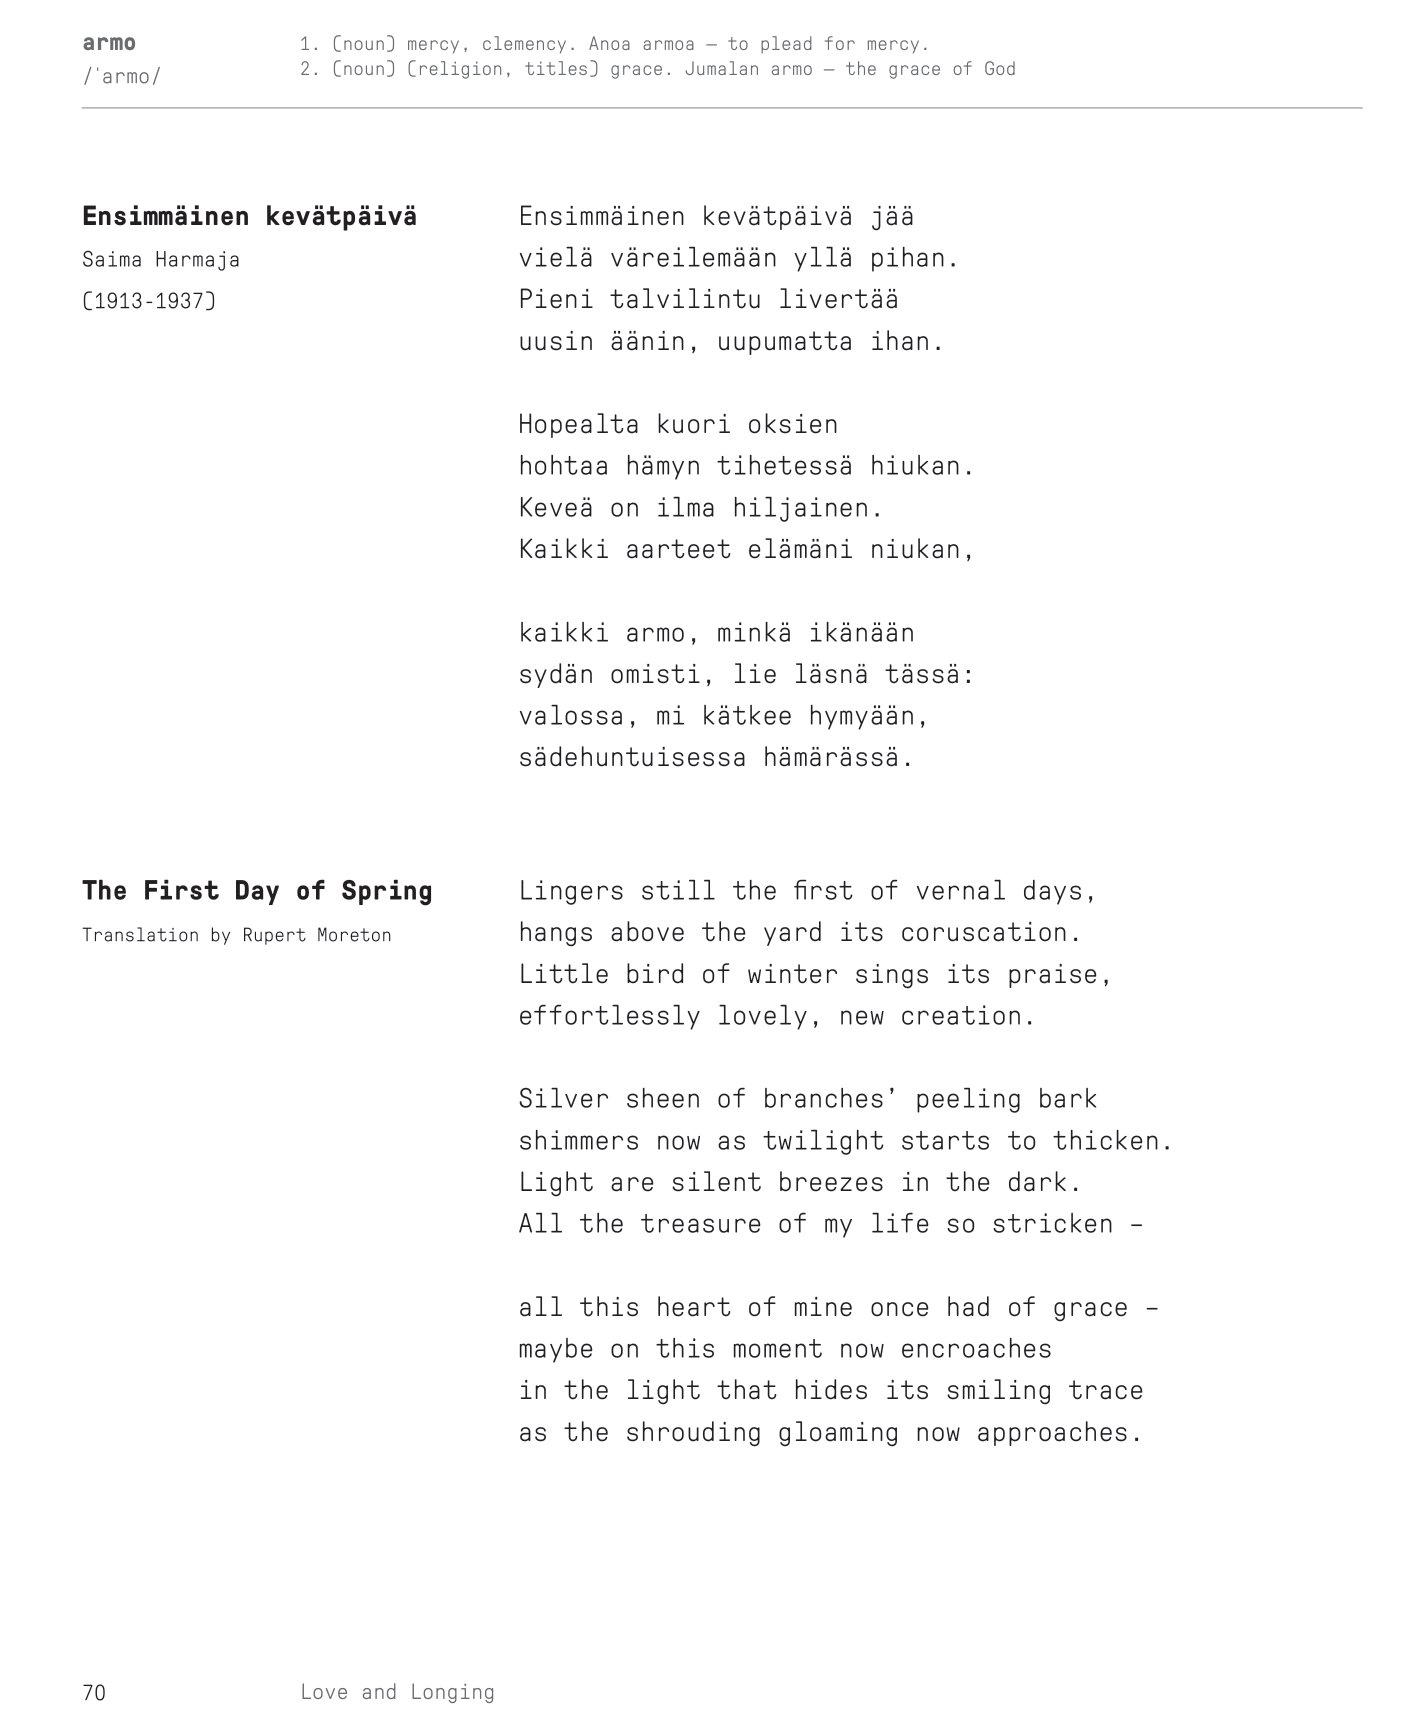 armo
/ˈarmo/
1. (noun) mercy, clemency. Anoa armoa – to plead for mercy.
2. (noun) (religion, titles) grace. Jumalan armo – the grace of God
Ensimmäinen kevätpäivä
Saima Harmaja
(1913-1937)
Ensimmäinen kevätpäivä jää
vielä väreilemään yllä pihan.
Pieni talvilintu livertää
uusin äänin, uupumatta ihan.
Hopealta kuori oksien
hohtaa hämyn tihetessä hiukan.
Keveä on ilma hiljainen.
Kaikki aarteet elämäni niukan,
kaikki armo, minkä ikänään
sydän omisti, lie läsnä tässä:
valossa, mi kätkee hymyään,
sädehuntuisessa hämärässä.
The First Day of Spring
Translation by Rupert Moreton
Lingers still the first of vernal days,
hangs above the yard its coruscation.
Little bird of winter sings its praise,
effortlessly lovely, new creation.
Silver sheen of branches' peeling bark
shimmers now as twilight starts to thicken.
Light are silent breezes in the dark.
All the treasure of my life so stricken –
all this heart of mine once had of grace –
maybe on this moment now encroaches
in the light that hides its smiling trace
as the shrouding gloaming now approaches.
70
Love and Longing